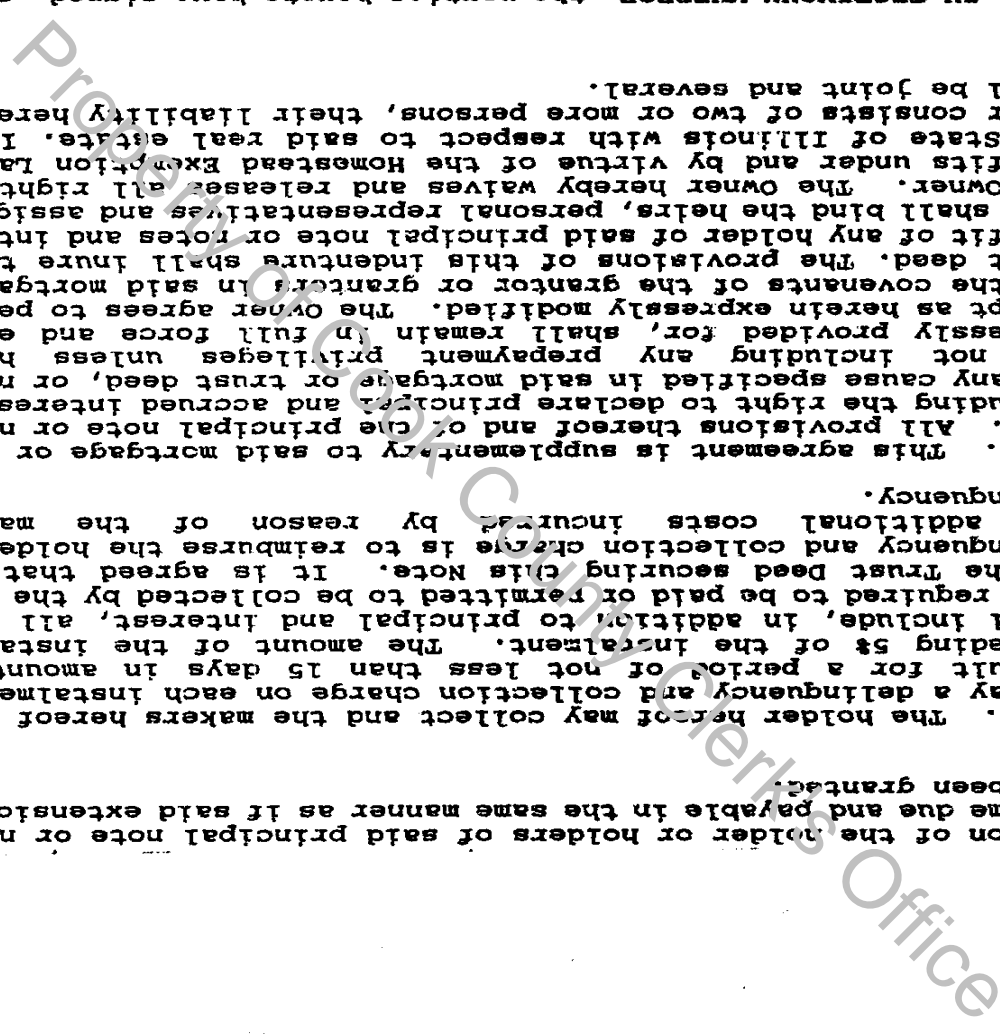 on of the holder or holders of said principal note or n
me due and payable in the same manner as if said extensio
been granted.
. The holder hereof may collect and the makers hereof
ay a delinquency and collection charge on each instalme
ult for a period of not less than 15 days in amount
eding 5% of the instalment. The amount of the insta
l include, in addition to principal and interest, all
required to be paid or permitted to be collected by the
he Trust Deed securing this Note. It is agreed that
nquency and collection charge is to reimburse the holde
additional costs incurred by reason of the ma
nquency.
. This agreement is supplementary to said mortgage or
. All provisions thereof and of the principal note or n
uding the right to declare principal and accrued interes
any cause specified in said mortgage or trust deed, or n
not including any prepayment privileges unless h
essly provided for, shall remain in full force and e
pt as herein expressly modified. The Owner agrees to pe
the covenants of the grantor or grantors in said mortga
t deed. The provisions of this indenture shall inure t
fit of any holder of said principal note or notes and int
shall bind the heirs, personal representatives and assig
Owner. The Owner hereby waives and releases all right
fits under and by virtue of the Homestead Exemption La
State of Illinois with respect to said real estate. I
r consists of two or more persons, their liability here
l be joint and several.
Property of Cook County Clerk's Office